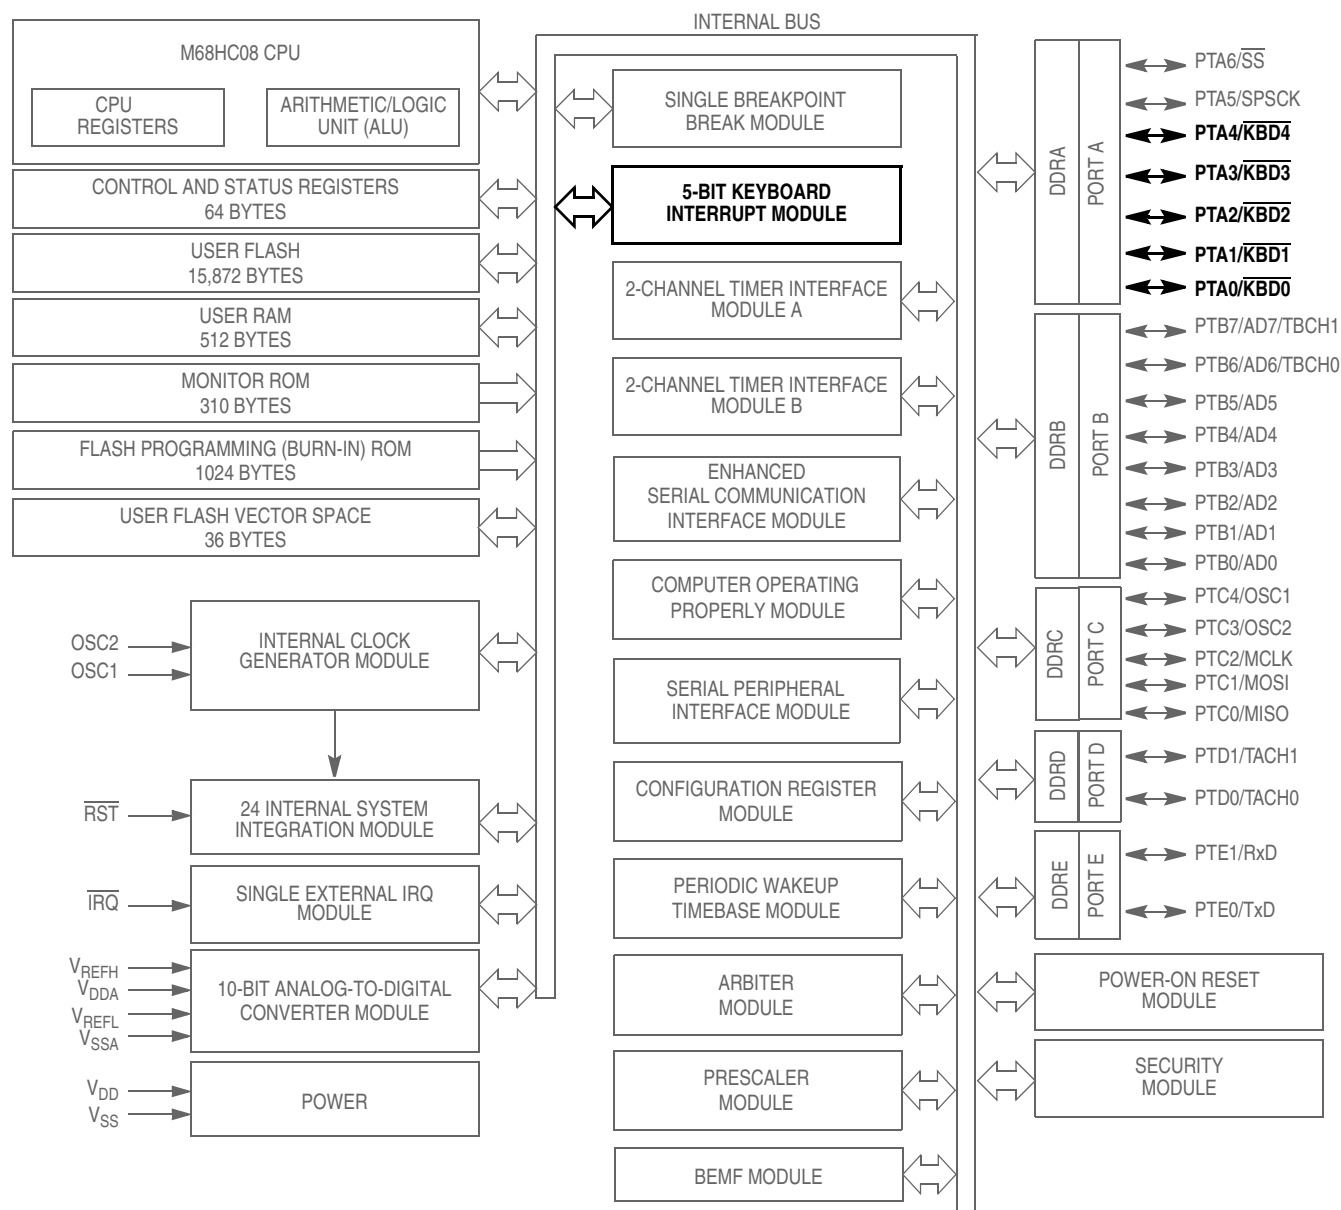 INTERNAL BUS
M68HC08 CPU
CPU
REGISTERS
ARITHMETIC/LOGIC
UNIT (ALU)
CONTROL AND STATUS REGISTERS
64 BYTES
USER FLASH
15,872 BYTES
USER RAM
512 BYTES
MONITOR ROM
310 BYTES
FLASH PROGRAMMING (BURN-IN) ROM
1024 BYTES
USER FLASH VECTOR SPACE
36 BYTES
OSC2
OSC1
INTERNAL CLOCK
GENERATOR MODULE
RST
24 INTERNAL SYSTEM
INTEGRATION MODULE
IRQ
SINGLE EXTERNAL IRQ
MODULE
VREFH
VDDA
VREFL
VSSA
10-BIT ANALOG-TO-DIGITAL
CONVERTER MODULE
VDD
VSS
POWER
SINGLE BREAKPOINT
BREAK MODULE
5-BIT KEYBOARD
INTERRUPT MODULE
2-CHANNEL TIMER INTERFACE
MODULE A
2-CHANNEL TIMER INTERFACE
MODULE B
ENHANCED
SERIAL COMMUNICATION
INTERFACE MODULE
COMPUTER OPERATING
PROPERLY MODULE
SERIAL PERIPHERAL
INTERFACE MODULE
CONFIGURATION REGISTER
MODULE
PERIODIC WAKEUP
TIMEBASE MODULE
ARBITER
MODULE
PRESCALER
MODULE
BEMF MODULE
DDRA
PORT A
PTA6/SS
PTA5/SPSCK
PTA4/KBD4
PTA3/KBD3
PTA2/KBD2
PTA1/KBD1
PTA0/KBD0
DDRB
PORT B
PTB7/AD7/TBCH1
PTB6/AD6/TBCH0
PTB5/AD5
PTB4/AD4
PTB3/AD3
PTB2/AD2
PTB1/AD1
PTB0/AD0
DDRC
PORT C
PTC4/OSC1
PTC3/OSC2
PTC2/MCLK
PTC1/MOSI
PTC0/MISO
DDRD
PORT D
PTD1/TACH1
PTD0/TACH0
DDRE
PORT E
PTE1/RxD
PTE0/TxD
POWER-ON RESET
MODULE
SECURITY
MODULE